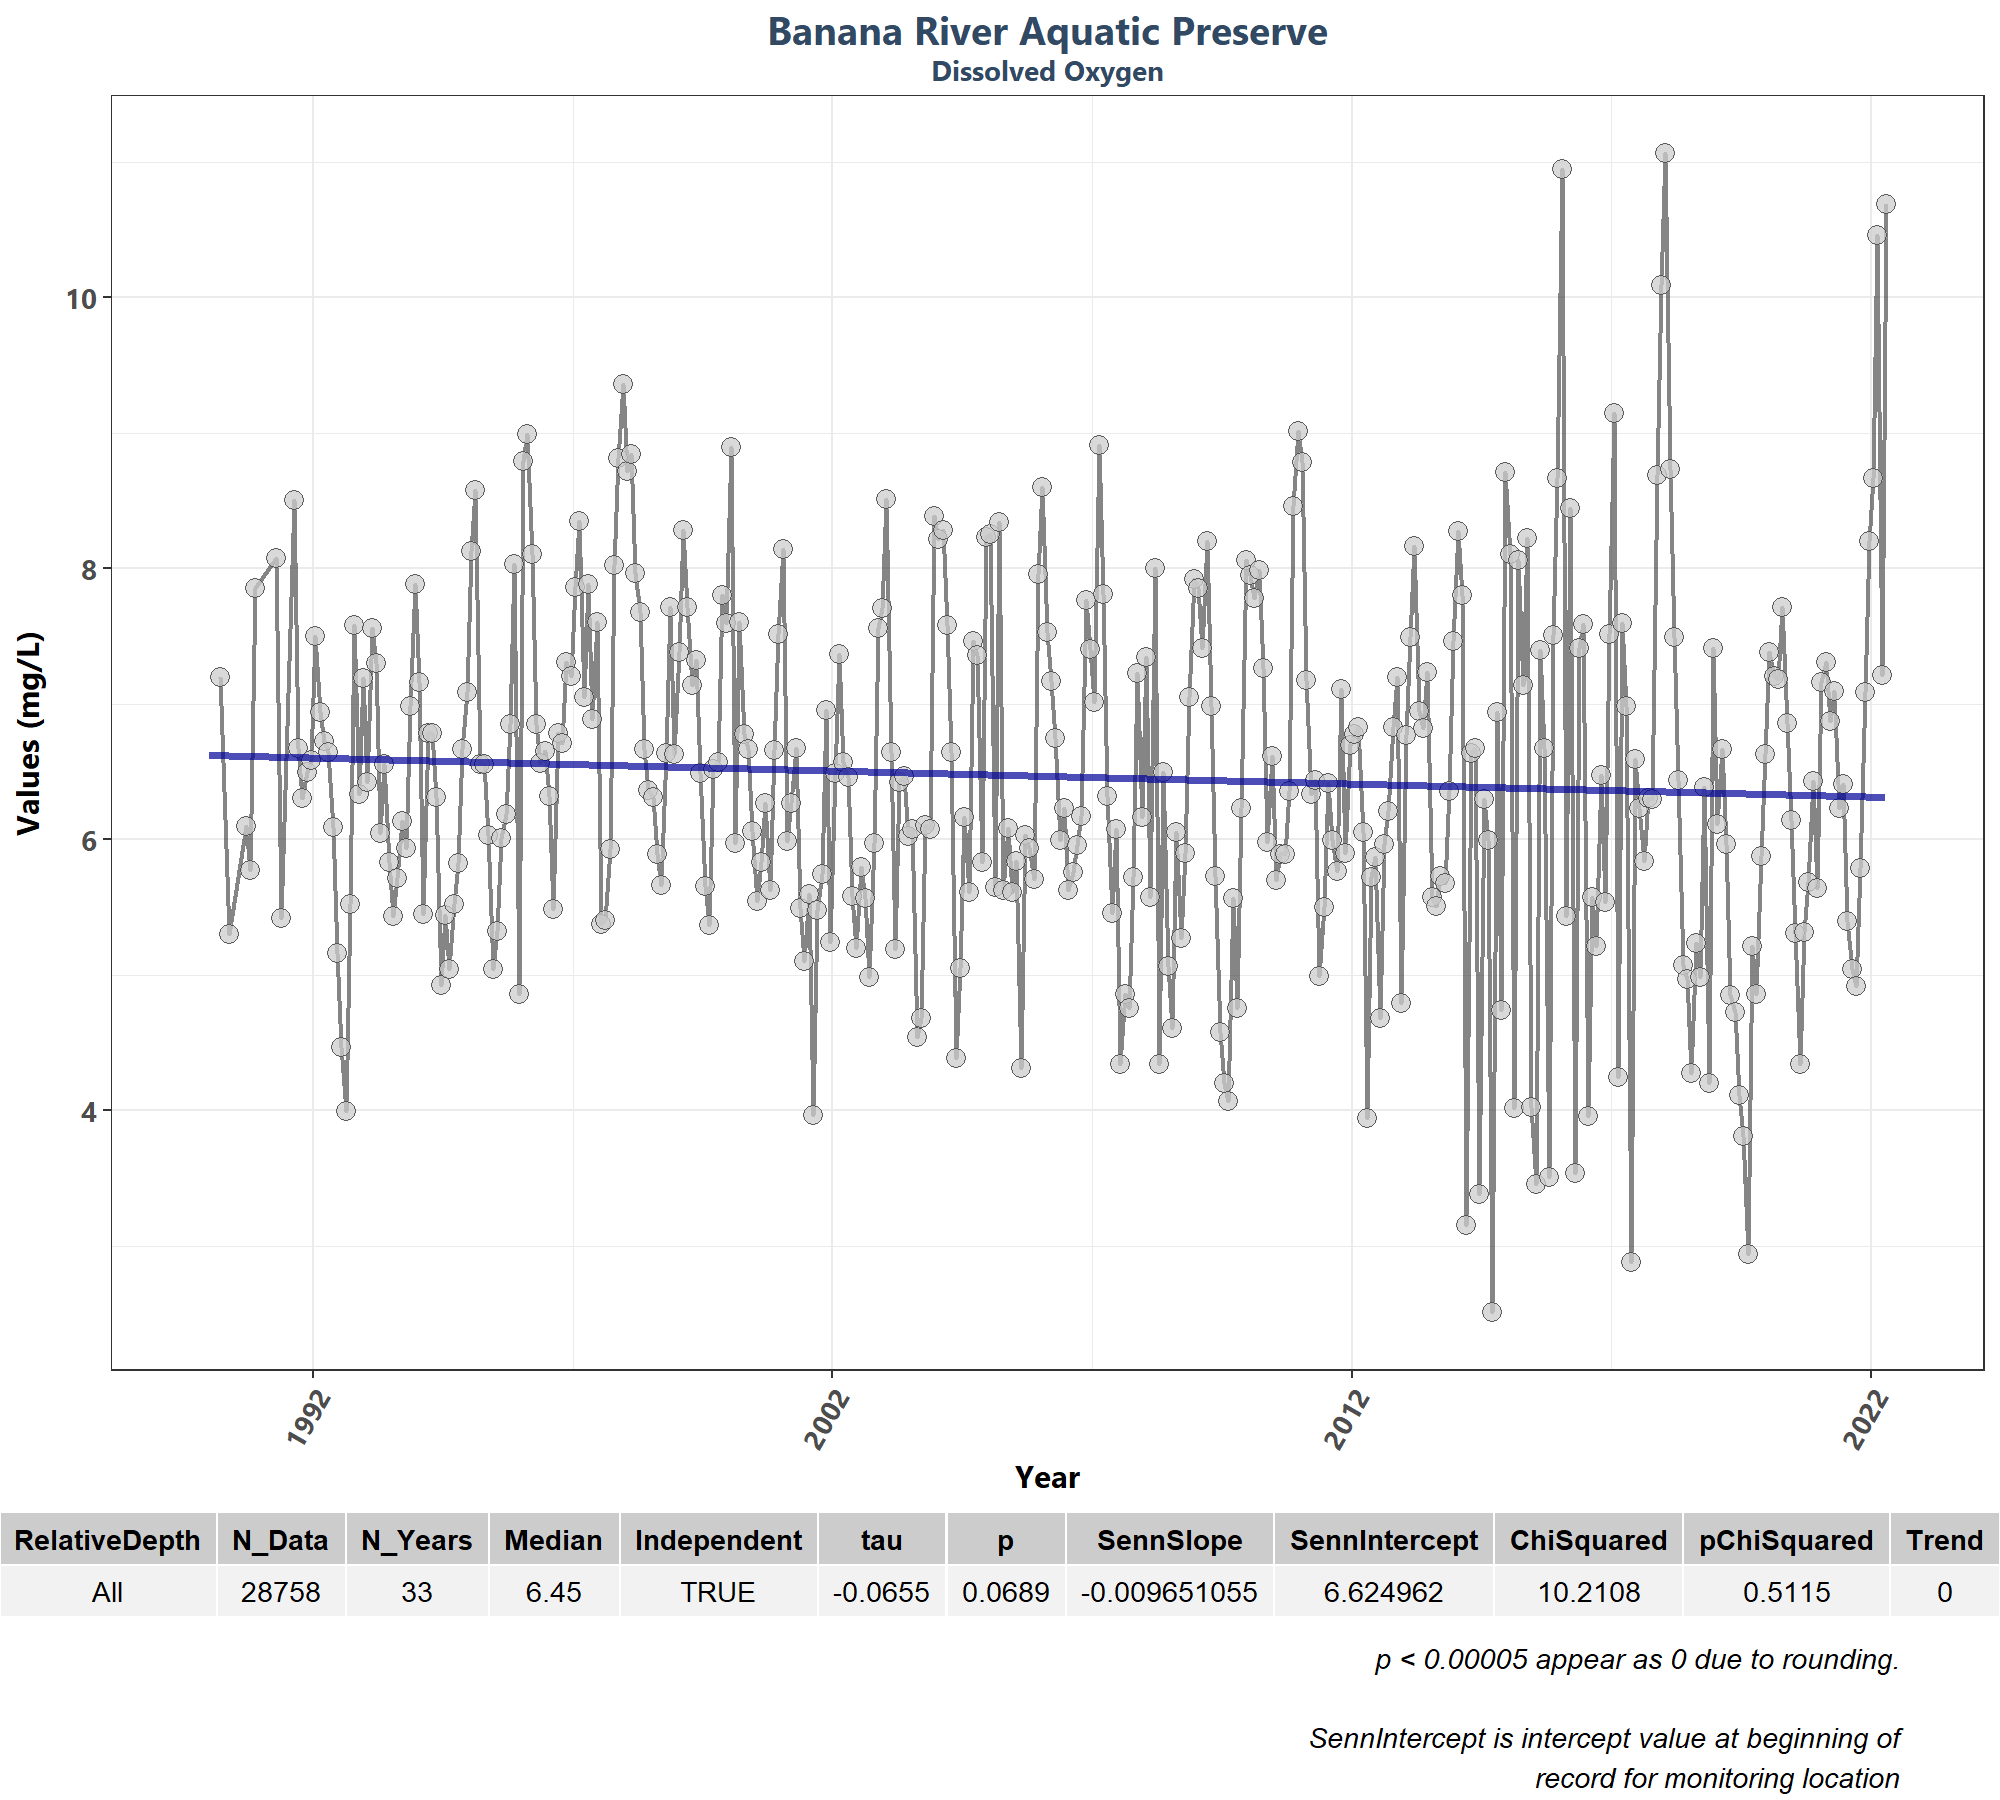 Banana River Aquatic Preserve
Dissolved Oxygen
Values (mg/L)
10
8
6
4
1992 2002 2012 2022
Year
RelativeDepth N_Data N_Years Median Independent tau p SennSlope SennIntercept ChiSquared pChiSquared Trend
All 28758 33 6.45 TRUE -0.0655 0.0689 -0.009651055 6.624962 10.2108 0.5115 0
p < 0.00005 appear as 0 due to rounding.
SennIntercept is intercept value at beginning of
record for monitoring location